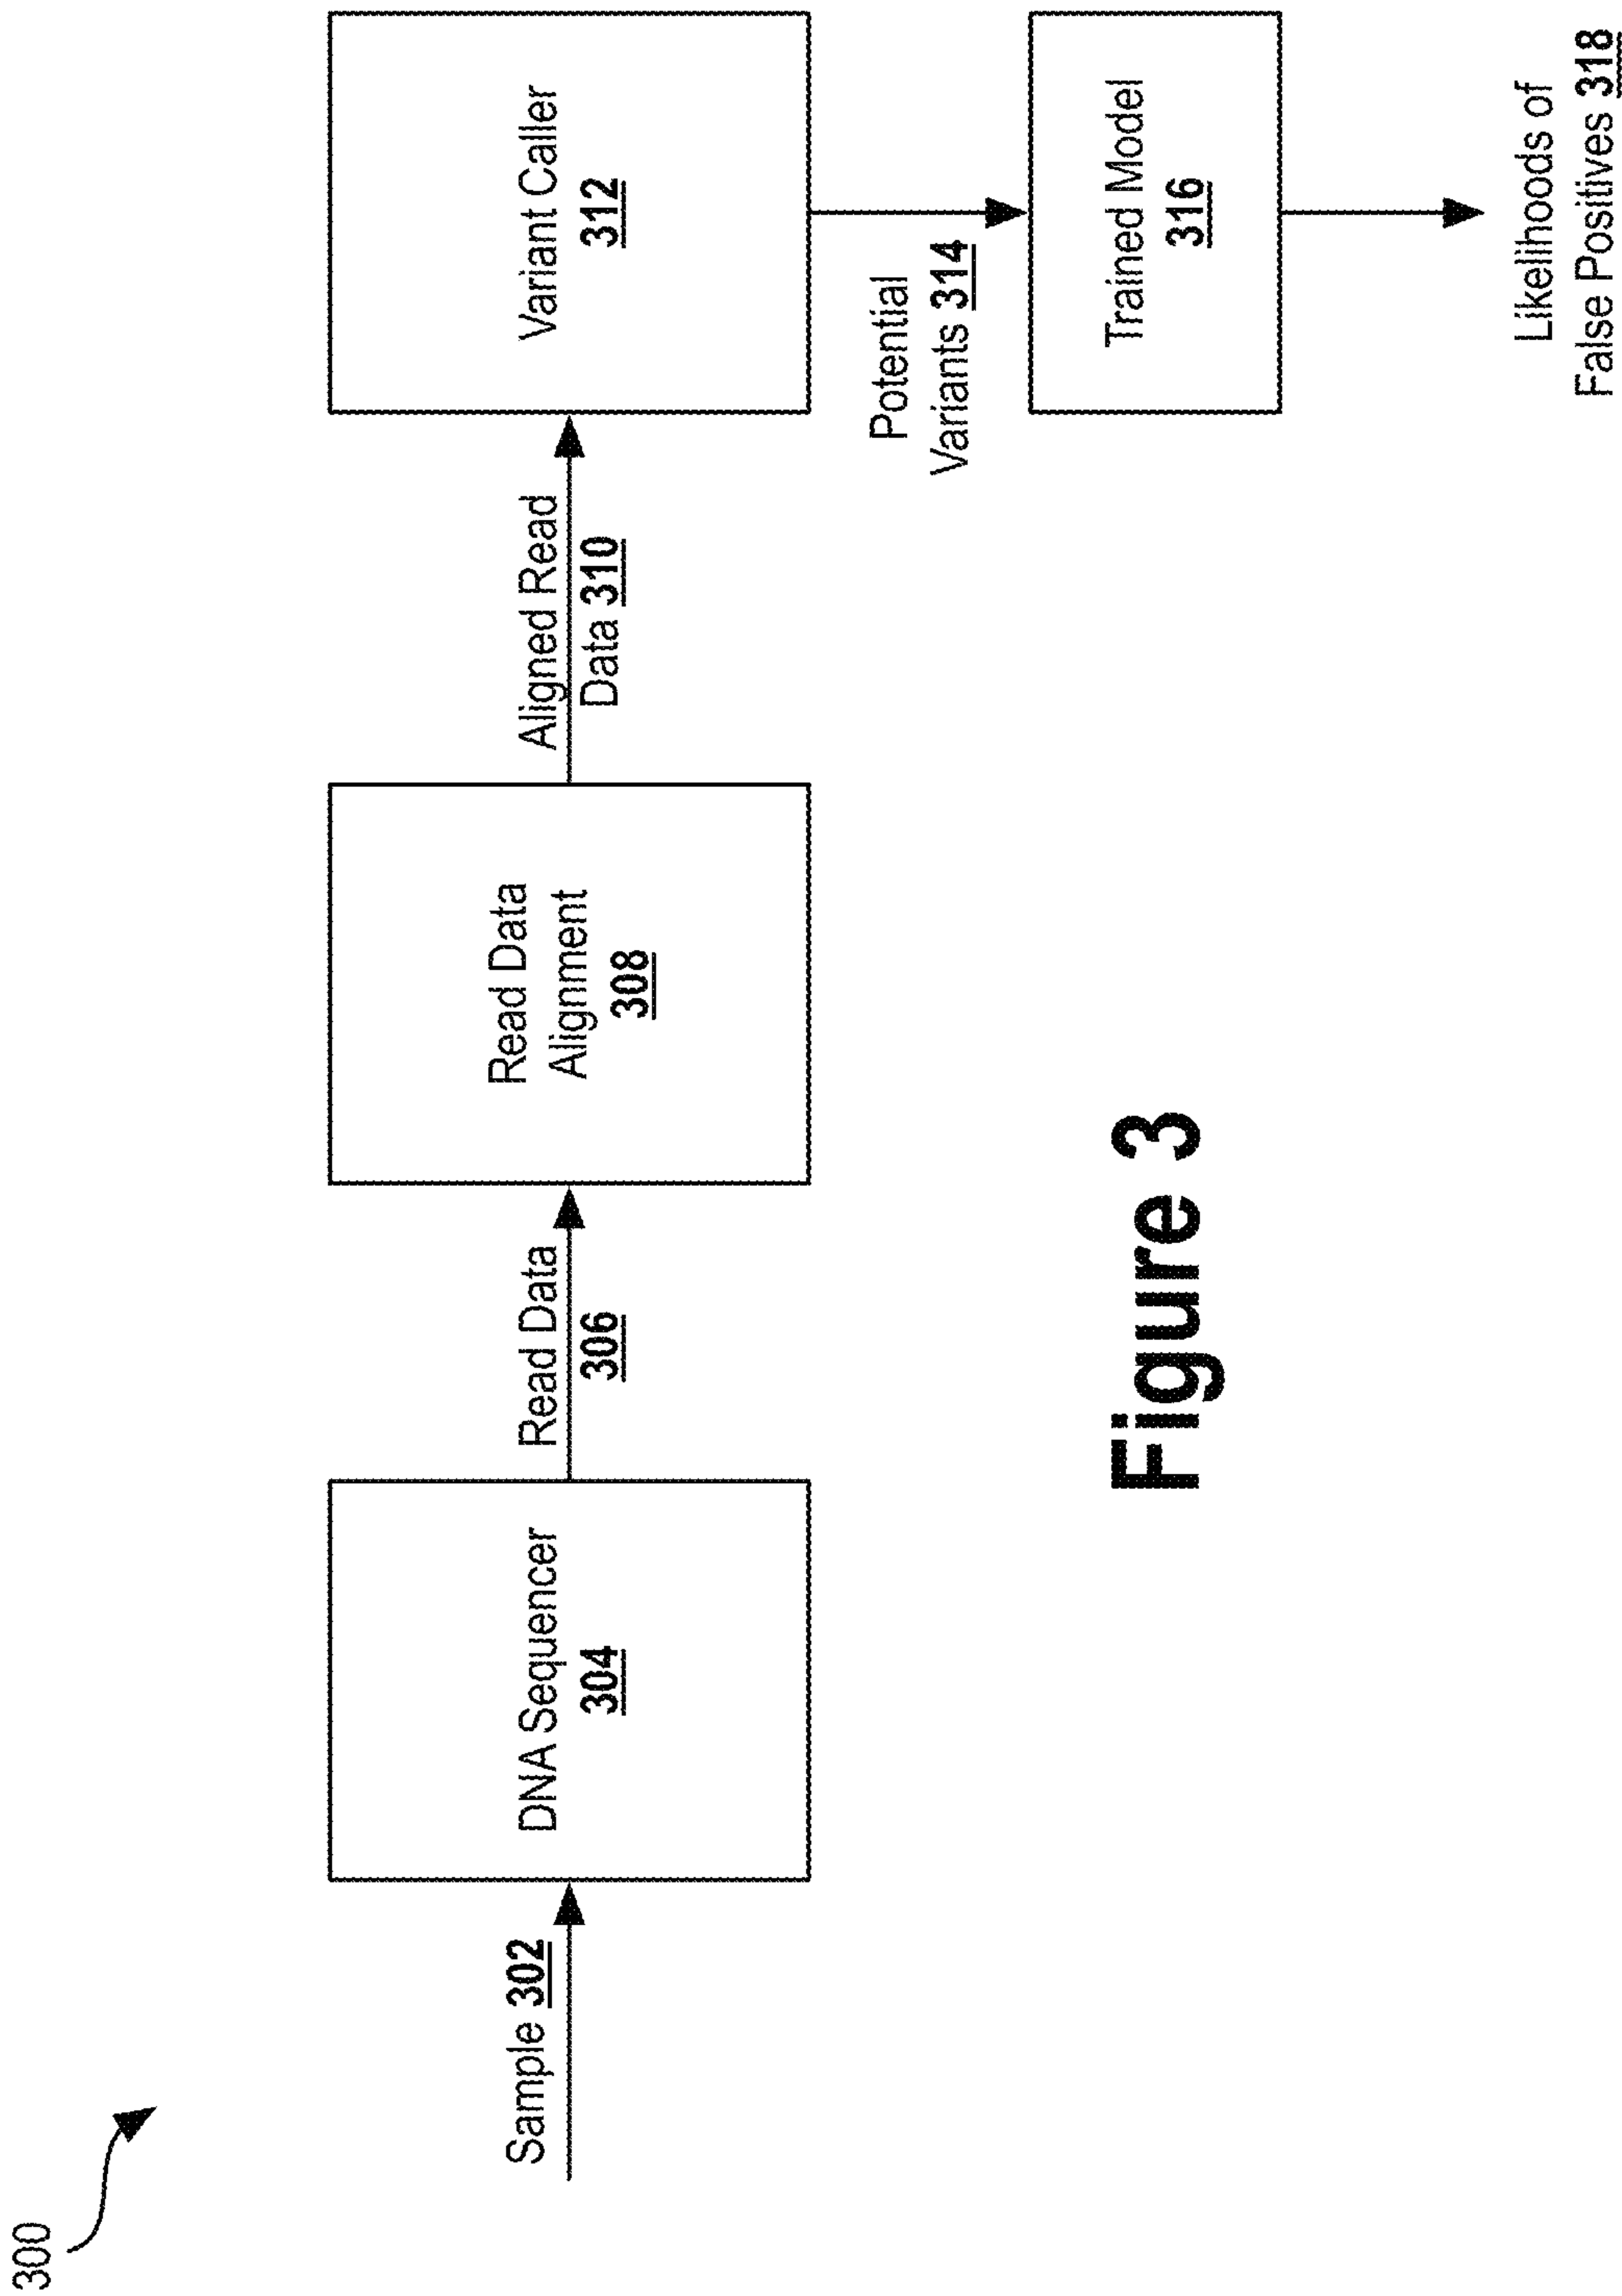 300
Sample 302
DNA Sequencer
304
Read Data
306
Read Data
Alignment
308
Aligned Read
Data 310
Variant Caller
312
Potential
Variants 314
Trained Model
316
Likelihoods of
False Positives 318
Figure 3